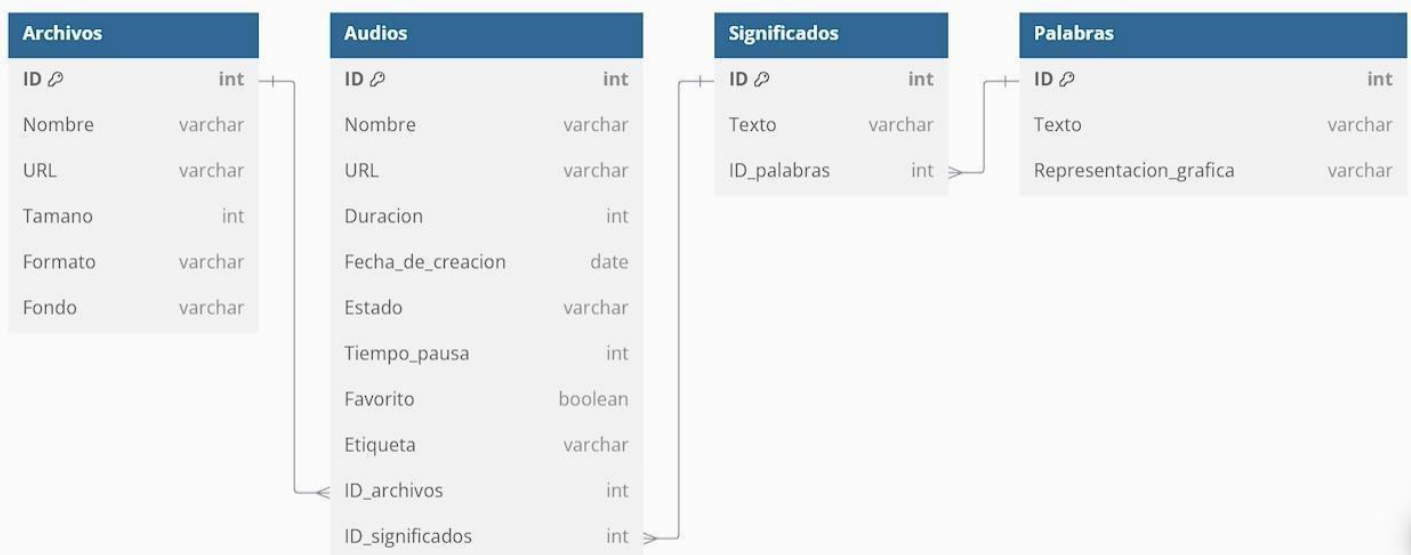 Archivos
ID int
Nombre varchar
URL varchar
Tamano int
Formato varchar
Fondo varchar
Audios
ID int
Nombre varchar
URL varchar
Duracion int
Fecha_de_creacion date
Estado varchar
Tiempo_pausa int
Favorito boolean
Etiqueta varchar
ID_archivos int
ID_significados int
Significados
ID int
Texto varchar
ID_palabras int
Palabras
ID int
Texto varchar
Representacion_grafica varchar